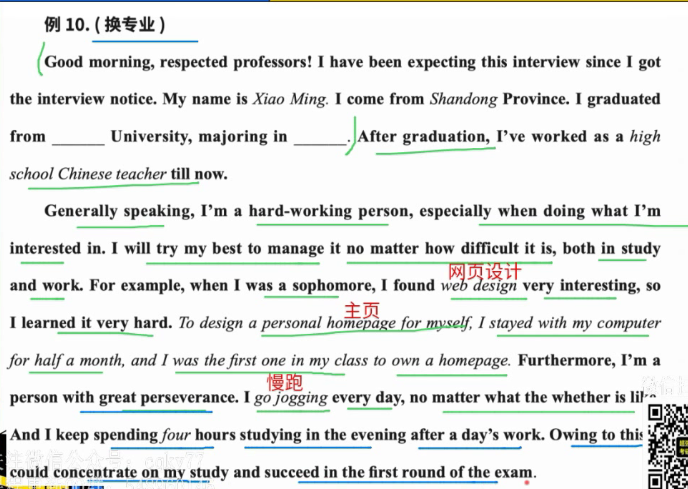 例 10. ( 换专业 )
Good morning, respected professors! I have been expecting this interview since I got
the interview notice. My name is Xiao Ming. I come from Shandong Province. I graduated
from ______ University, majoring in ______. After graduation, I've worked as a high
school Chinese teacher till now.
Generally speaking, I'm a hard-working person, especially when doing what I'm
interested in. I will try my best to manage it no matter how difficult it is, both in study
网页设计
and work. For example, when I was a sophomore, I found web design very interesting, so
主页
I learned it very hard. To design a personal homepage for myself, I stayed with my computer
for half a month, and I was the first one in my class to own a homepage. Furthermore, I'm a
慢跑
person with great perseverance. I go jogging every day, no matter what the whether is
And I keep spending four hours studying in the evening after a day's work. Owing to this
could concentrate on my study and succeed in the first round of the exam.